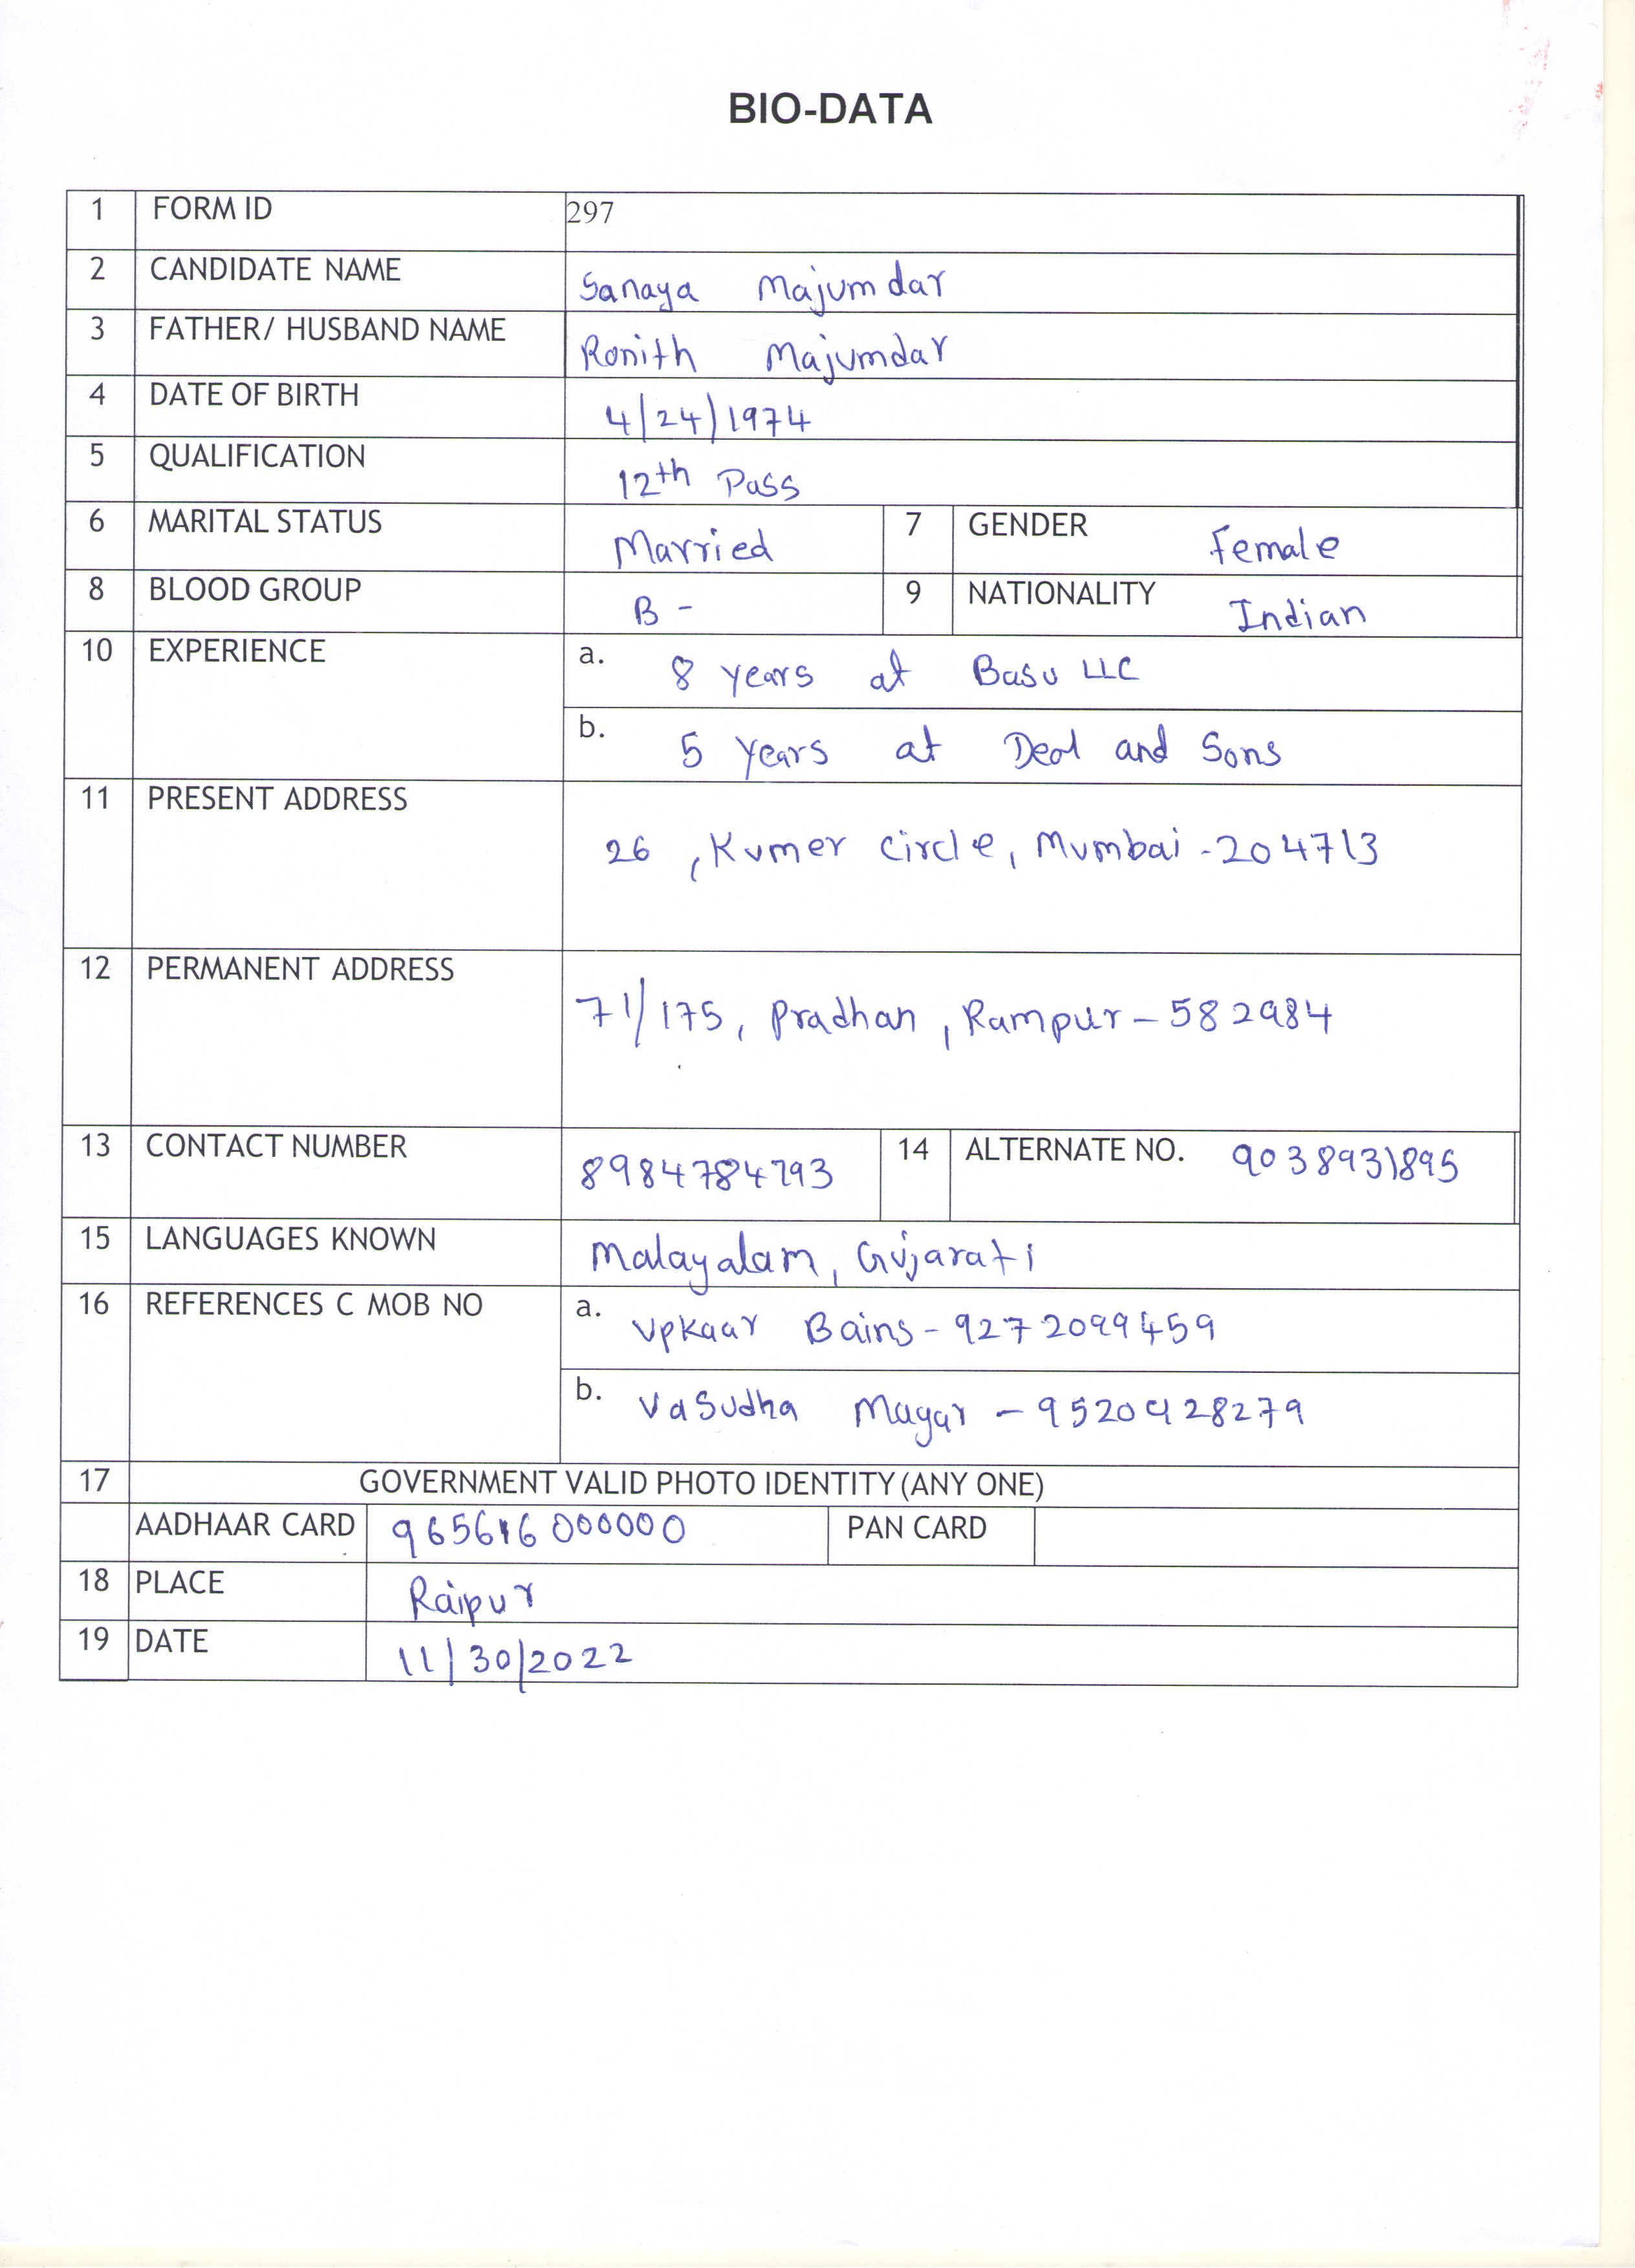 BIO-DATA
1 FORM ID 297
2 CANDIDATE NAME Sanaya Majumdar
3 FATHER/ HUSBAND NAME Ronith Majumdar
4 DATE OF BIRTH 4/24/1974
5 QUALIFICATION 12th Pass
6 MARITAL STATUS Married 7 GENDER Female
8 BLOOD GROUP B - 9 NATIONALITY Indian
10 EXPERIENCE a. 8 years at Basu LLC
b. 5 years at Deol and Sons
11 PRESENT ADDRESS
26 , Kumer circle, Mumbai - 204713
12 PERMANENT ADDRESS
71/175, Pradhan , Rampur - 582984
13 CONTACT NUMBER 8984784793 14 ALTERNATE NO. 9038931895
15 LANGUAGES KNOWN Malayalam, Gujarati
16 REFERENCES C MOB NO a. Upkaar Bains - 9272099459
b. Vasudha Magar - 9520928279
17 GOVERNMENT VALID PHOTO IDENTITY (ANY ONE)
AADHAAR CARD 965616000000 PAN CARD
18 PLACE Raipur
19 DATE 11/30/2022